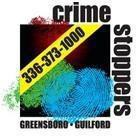 crime
stoppers
336-373-1000
GREENSBORO • GUILFORD